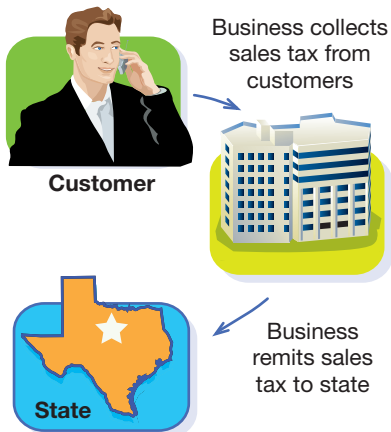 Business collects
sales tax from
customers
Customer
Business
remits sales
tax to state
State